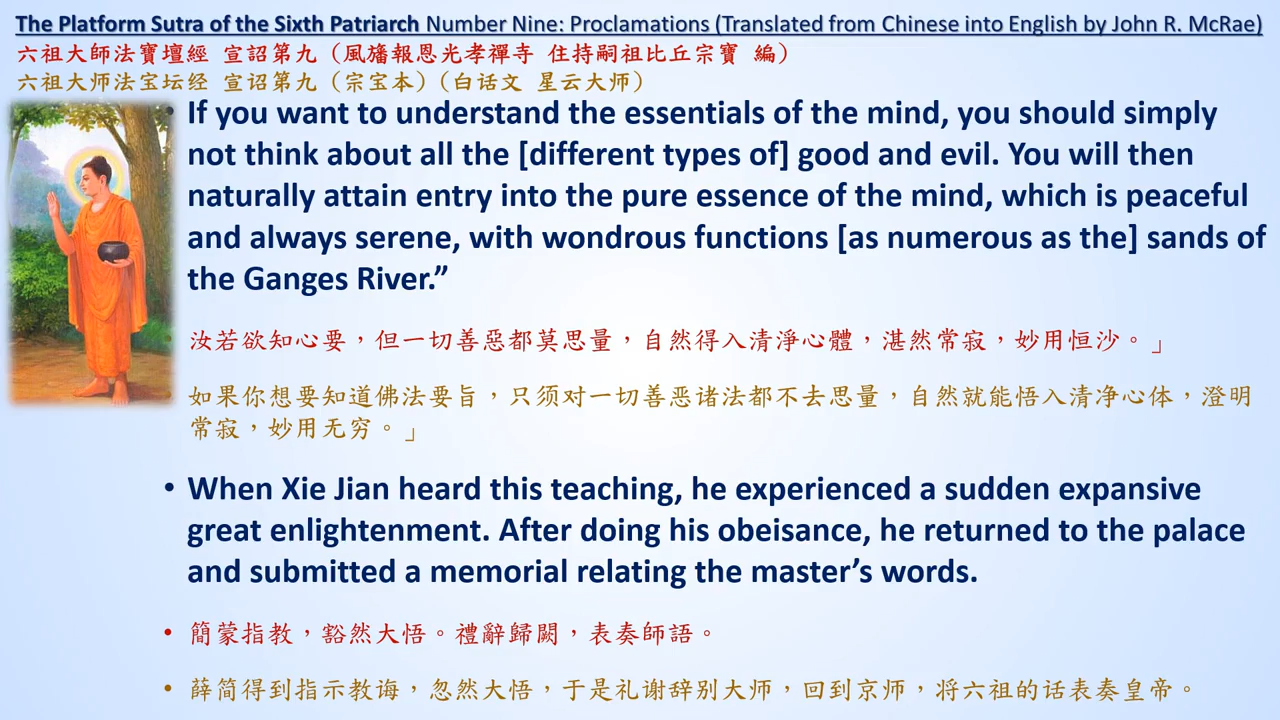 The Platform Sutra of the Sixth Patriarch Number Nine: Proclamations (Translated from Chinese into English by John R. McRae)
六祖大師法寶壇經 宣詔第九（風旛報恩光孝禪寺 住持嗣祖比丘宗寶 編）
六祖大师法宝坛经 宣诏第九（宗宝本）（白话文 星云大师）
• If you want to understand the essentials of the mind, you should simply
not think about all the [different types of] good and evil. You will then
naturally attain entry into the pure essence of the mind, which is peaceful
and always serene, with wondrous functions [as numerous as the] sands of
the Ganges River.”
汝若欲知心要，但一切善惡都莫思量，自然得入清淨心體，湛然常寂，妙用恒沙。」
如果你想要知道佛法要旨，只须对一切善恶诸法都不去思量，自然就能悟入清净心体，澄明
常寂，妙用无穷。」
• When Xie Jian heard this teaching, he experienced a sudden expansive
great enlightenment. After doing his obeisance, he returned to the palace
and submitted a memorial relating the master’s words.
• 簡蒙指教，豁然大悟。禮辭歸闕，表奏師語。
• 薛简得到指示教诲，忽然大悟，于是礼谢辞别大师，回到京师，将六祖的话表奏皇帝。